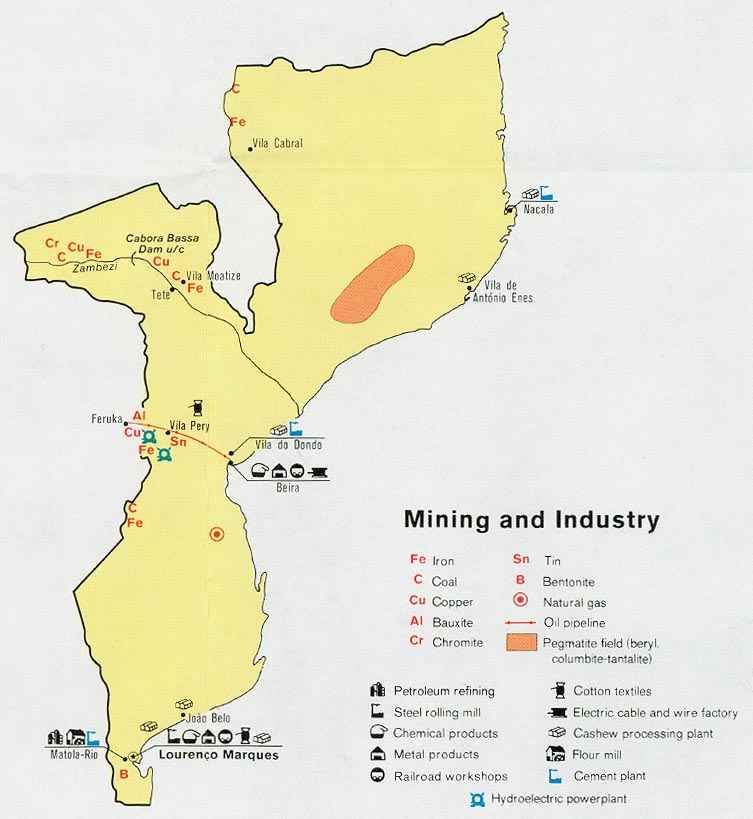 C
Fe
Vila Cabral
Nacala
Cr
Cu
C
Fe
Zambezi
Cabora Bassa
Dam u/c
Cu
C
Vila Moatize
Fe
Tete
Vila de
António Enes
Feruka
Al
Vila Pery
Cu
Sn
Fe
Vila do Dondo
Beira
C
Fe
João Belo
Matola-Rio
Lourenço Marques
B
Mining and Industry
Fe Iron
Sn Tin
C Coal
B Bentonite
Cu Copper
Natural gas
Al Bauxite
Oil pipeline
Cr Chromite
Pegmatite field (beryl,
columbite-tantalite)
Petroleum refining
Cotton textiles
Steel rolling mill
Electric cable and wire factory
Chemical products
Cashew processing plant
Metal products
Flour mill
Railroad workshops
Cement plant
Hydroelectric powerplant